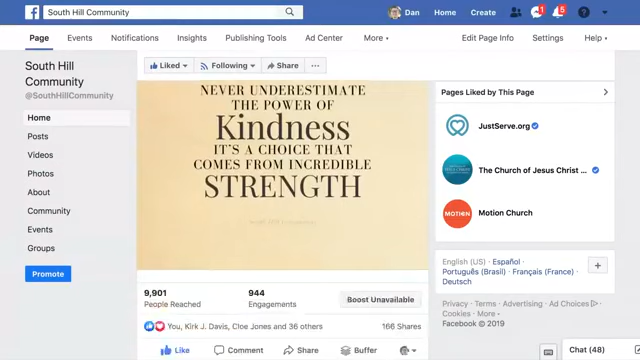 South Hill Community
Dan
Home
Create
1
5
Page
Events
Notifications
Insights
Publishing Tools
Ad Center
More
Edit Page Info
Settings
Help
South Hill
Community
@SouthHillCommunity
Home
Posts
Videos
Photos
About
Community
Events
Groups
Promote
Liked
Following
Share
...
NEVER UNDERESTIMATE
THE POWER OF
Kindness
IT'S A CHOICE THAT
COMES FROM INCREDIBLE
STRENGTH
9,901
People Reached
944
Engagements
Boost Unavailable
You, Kirk J. Davis, Cloe Jones and 36 others
166 Shares
Like
Comment
Share
Buffer
Pages Liked by This Page
JustServe.org
The Church of Jesus Christ ...
MOTION
Motion Church
English (US) · Español ·
Português (Brasil) · Français (France) ·
Deutsch
Privacy · Terms · Advertising · Ad Choices ·
Cookies · More
Facebook © 2019
Chat (48)